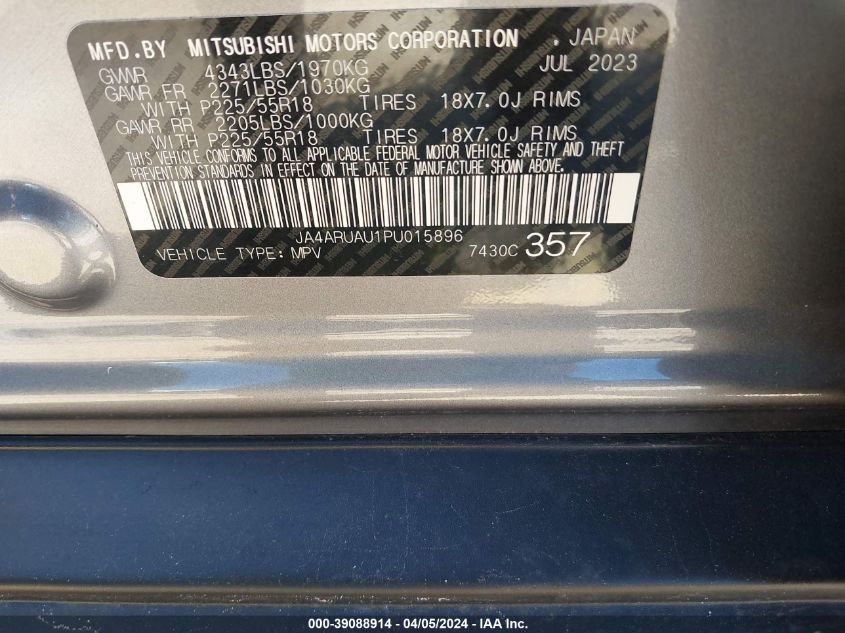 MFD.BY MITSUBISHI MOTORS CORPORATION . JAPAN
GVWR 4343LBS/1970KG JUL 2023
GAWR FR 2271LBS/1030KG
WITH P225/55R18 TIRES 18X7.0J RIMS
GAWR RR 2205LBS/1000KG
WITH P225/55R18 TIRES 18X7.0J RIMS
THIS VEHICLE CONFORMS TO ALL APPLICABLE FEDERAL MOTOR VEHICLE SAFETY AND THEFT
PREVENTION STANDARDS IN EFFECT ON THE DATE OF MANUFACTURE SHOWN ABOVE.
JA4ARUAU1PU015896
VEHICLE TYPE: MPV 7430C 357
000-39088914 - 04/05/2024 - IAA Inc.